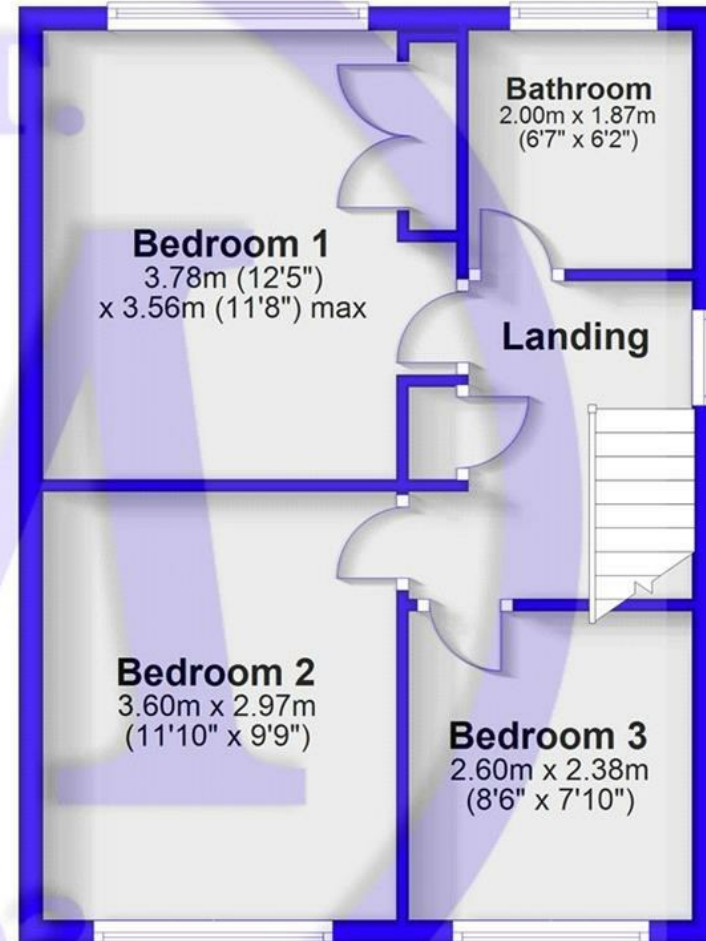 Bathroom
2.00m x 1.87m
(6'7" x 6'2")
Bedroom 1
3.78m (12'5")
x 3.56m (11'8") max
Landing
Bedroom 2
3.60m x 2.97m
(11'10" x 9'9")
Bedroom 3
2.60m x 2.38m
(8'6" x 7'10")